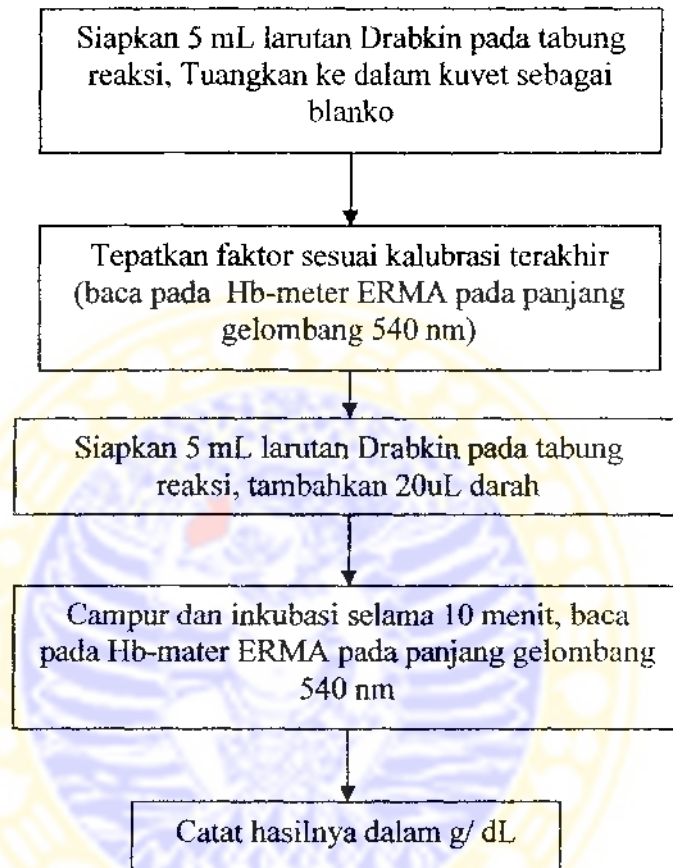 Siapkan 5 mL larutan Drabkin pada tabung
reaksi, Tuangkan ke dalam kuvet sebagai
blanko
Tepatkan faktor sesuai kalubrasi terakhir
(baca pada Hb-meter ERMA pada panjang
gelombang 540 nm)
Siapkan 5 mL larutan Drabkin pada tabung
reaksi, tambahkan 20uL darah
Campur dan inkubasi selama 10 menit, baca
pada Hb-mater ERMA pada panjang gelombang
540 nm
Catat hasilnya dalam g/ dL